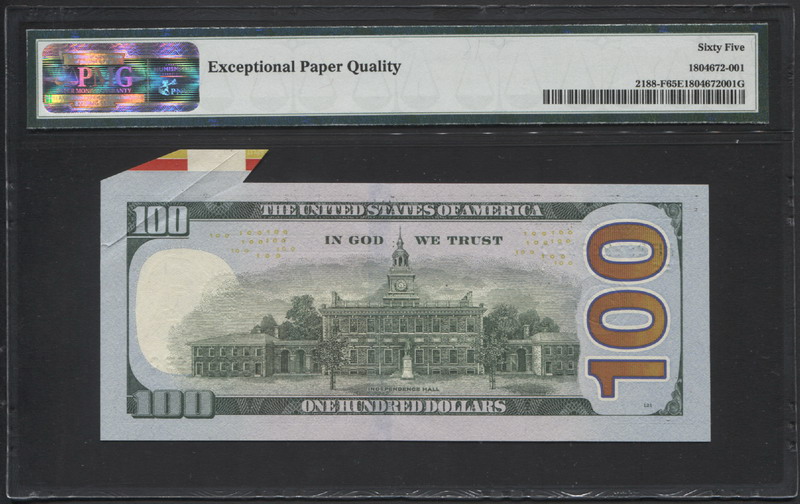 PMG
Exceptional Paper Quality
Sixty Five
1804672-001
2188-F65E1804672001G
100
THE UNITED STATES OF AMERICA
IN GOD WE TRUST
100
INDEPENDENCE HALL
100
ONE HUNDRED DOLLARS